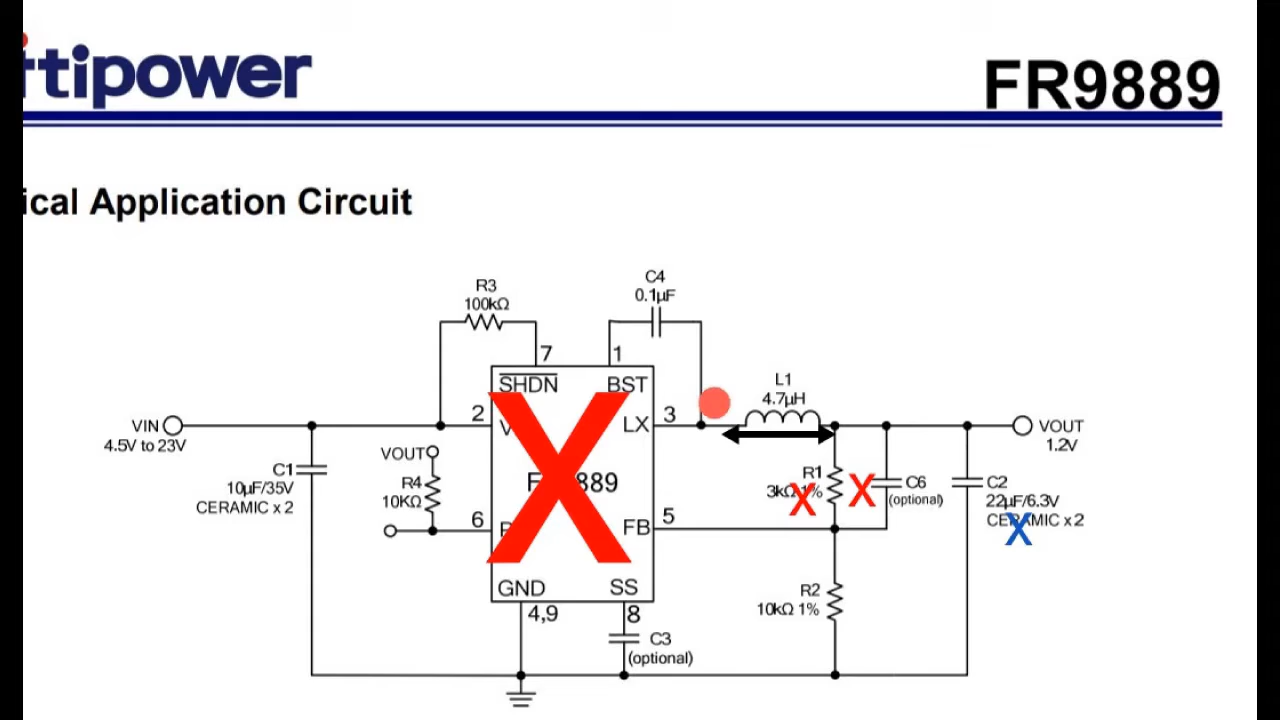 rtipower
FR9889
ical Application Circuit
C4
0.1µF
R3
100kΩ
7
1
SHDN
BST
L1
4.7µH
2
LX
3
VIN
4.5V to 23V
VOUT
1.2V
VOUT
C1
10µF/35V
CERAMIC x 2
R4
10KΩ
889
R1
3kΩ 1%
C6
(optional)
C2
22µF/6.3V
CERAMIC x 2
6
FB
5
GND
SS
4,9
8
R2
10kΩ 1%
C3
(optional)